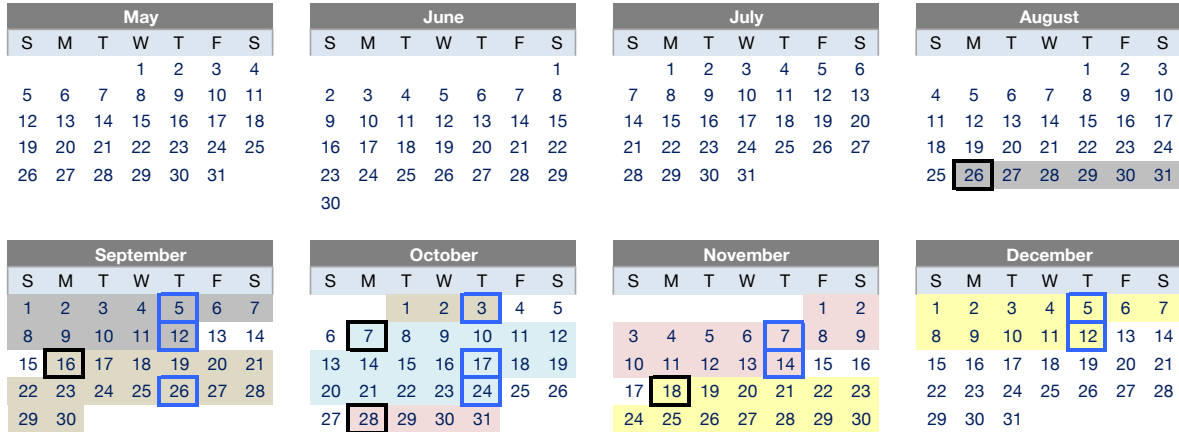 May
S M T W T F S
1 2 3 4
5 6 7 8 9 10 11
12 13 14 15 16 17 18
19 20 21 22 23 24 25
26 27 28 29 30 31
June
S M T W T F S
1
2 3 4 5 6 7 8
9 10 11 12 13 14 15
16 17 18 19 20 21 22
23 24 25 26 27 28 29
30
July
S M T W T F S
1 2 3 4 5 6
7 8 9 10 11 12 13
14 15 16 17 18 19 20
21 22 23 24 25 26 27
28 29 30 31
August
S M T W T F S
1 2 3
4 5 6 7 8 9 10
11 12 13 14 15 16 17
18 19 20 21 22 23 24
25 26 27 28 29 30 31
September
S M T W T F S
1 2 3 4 5 6 7
8 9 10 11 12 13 14
15 16 17 18 19 20 21
22 23 24 25 26 27 28
29 30
October
S M T W T F S
1 2 3 4 5
6 7 8 9 10 11 12
13 14 15 16 17 18 19
20 21 22 23 24 25 26
27 28 29 30 31
November
S M T W T F S
1 2
3 4 5 6 7 8 9
10 11 12 13 14 15 16
17 18 19 20 21 22 23
24 25 26 27 28 29 30
December
S M T W T F S
1 2 3 4 5 6 7
8 9 10 11 12 13 14
15 16 17 18 19 20 21
22 23 24 25 26 27 28
29 30 31